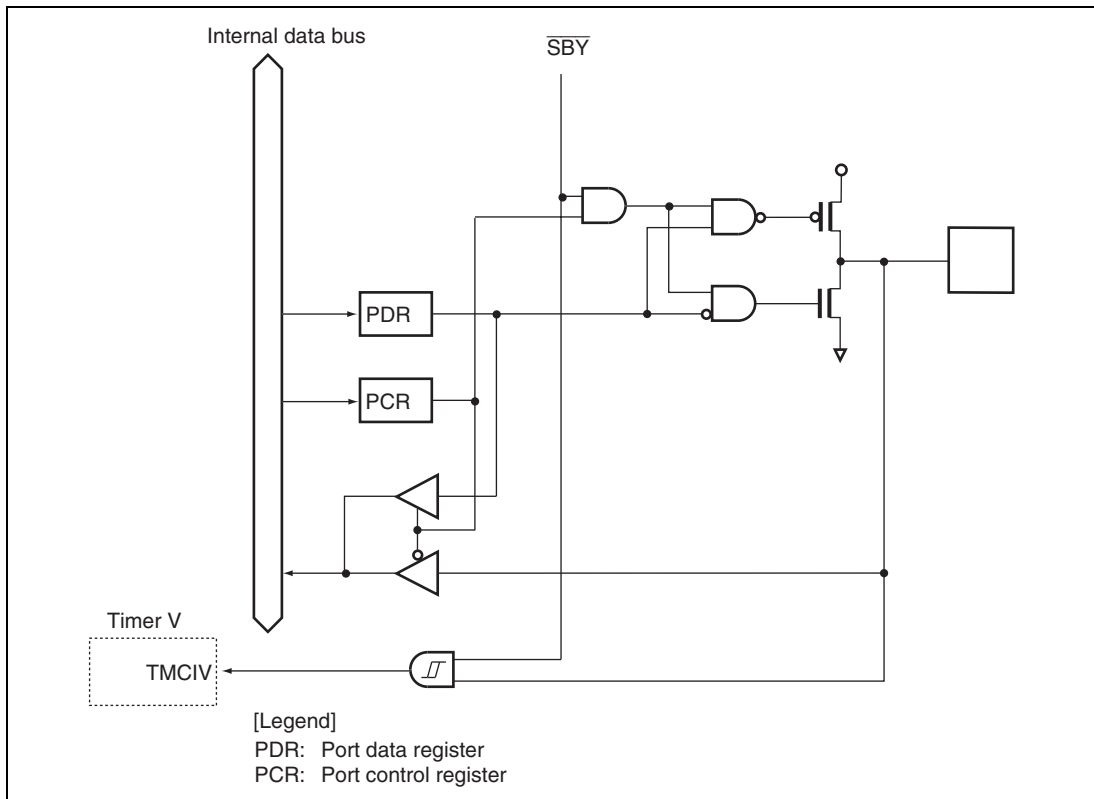 Internal data bus
SBY
PDR
PCR
Timer V
TMCIV
[Legend]
PDR: Port data register
PCR: Port control register